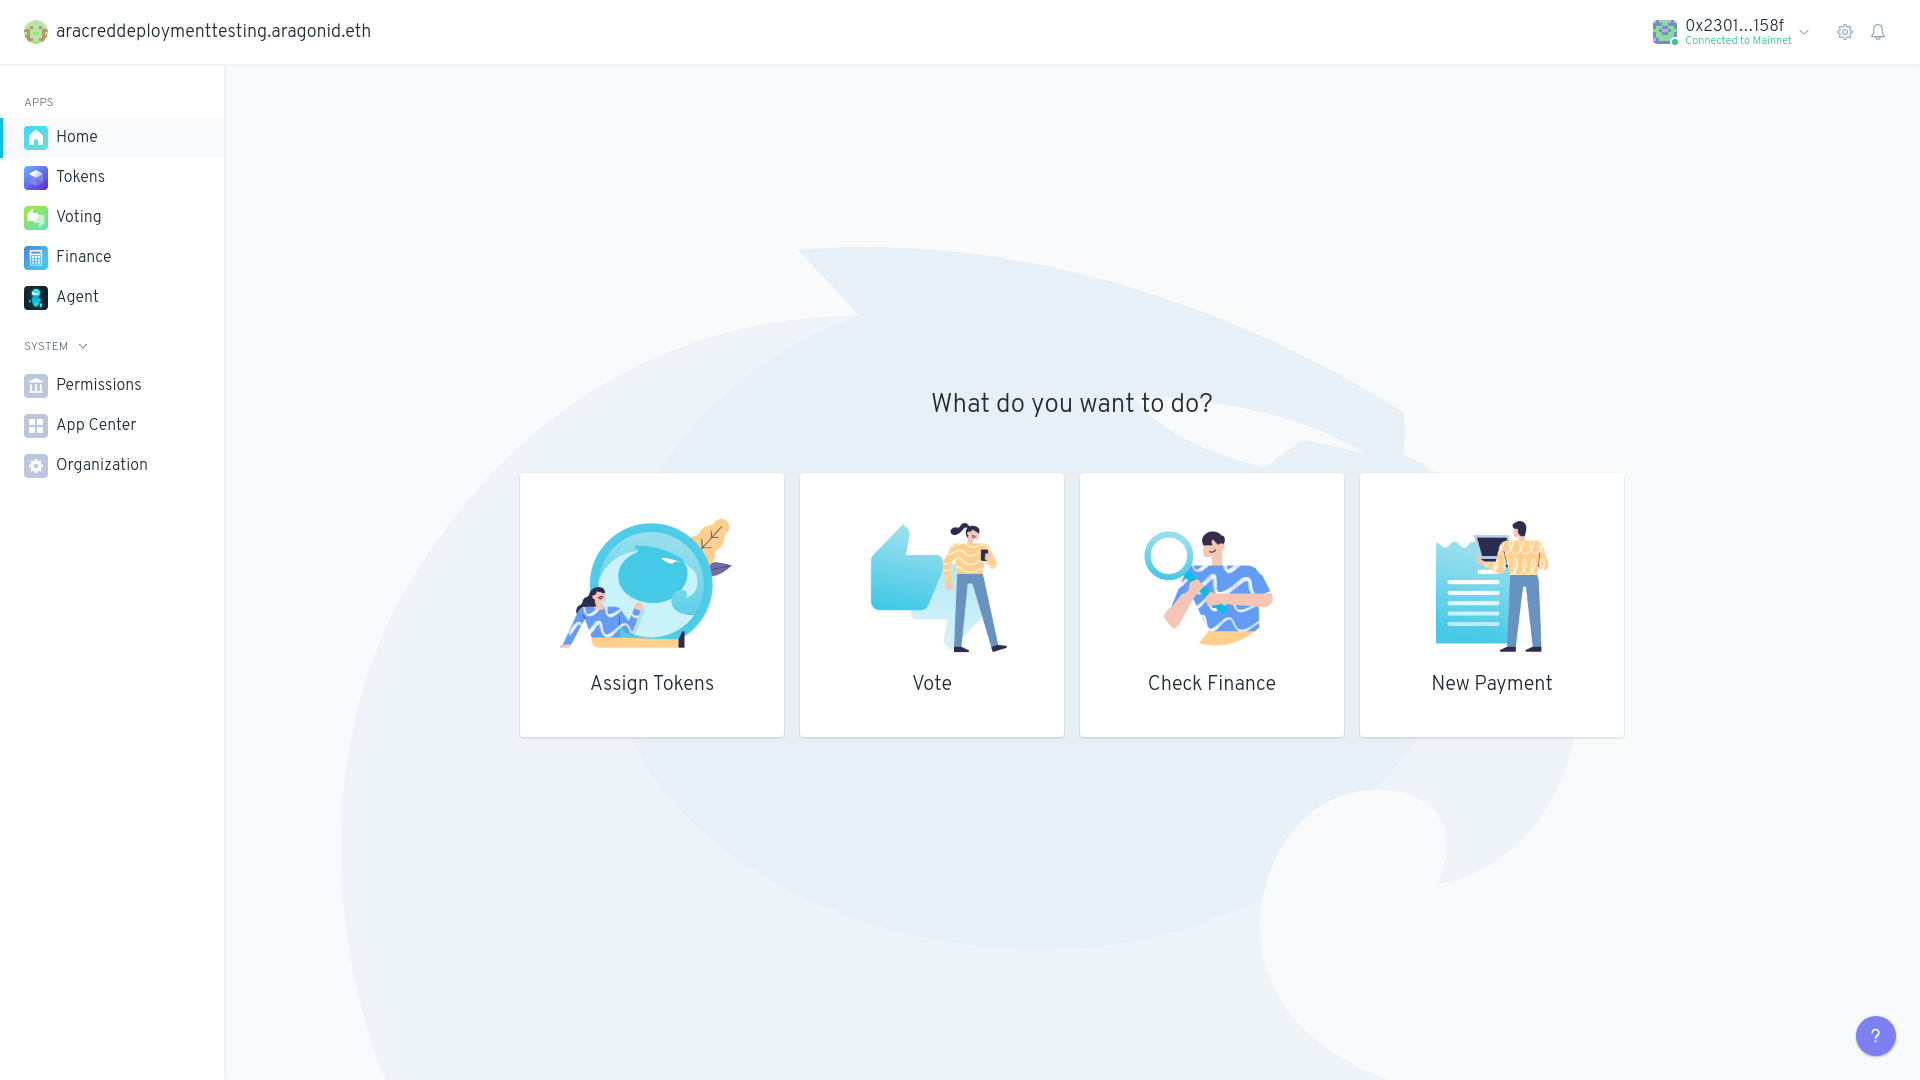 aracreddeploymenttesting.aragonid.eth
0x2301...158f
Connected to Mainnet
APPS
Home
Tokens
Voting
Finance
Agent
SYSTEM
Permissions
App Center
Organization
What do you want to do?
Assign Tokens
Vote
Check Finance
New Payment
?